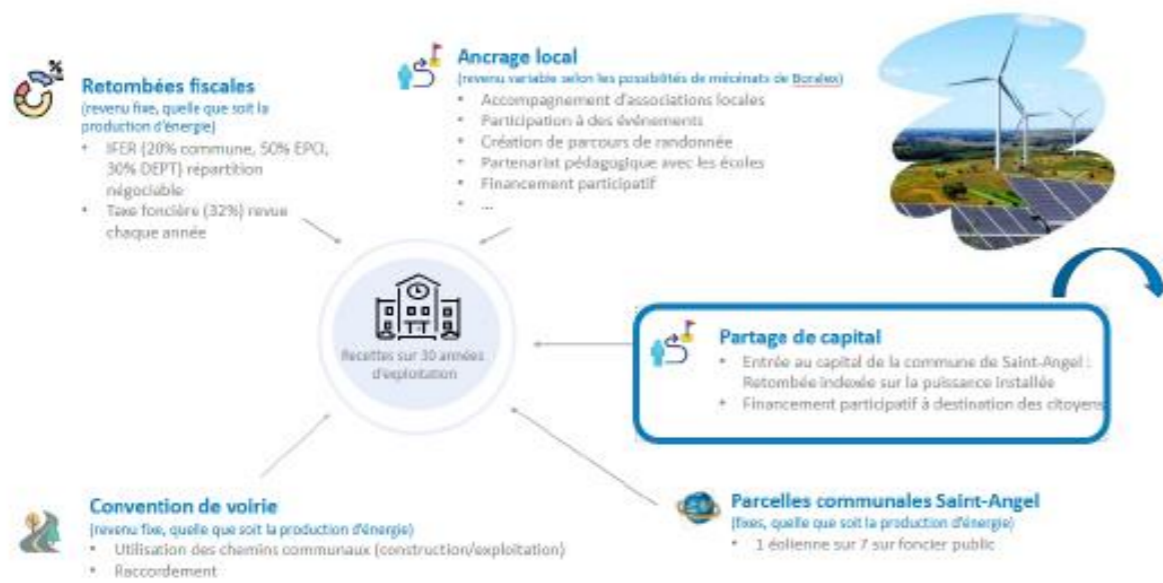 Retombées fiscales
(revenu fixe, quelle que soit la
production d'énergie)
• IFER (20% commune, 50% EPCI,
30% DEPT) répartition
négociable
• Taxe foncière (32%) revue
chaque année
Ancrage local
(revenu variable selon les possibilités de mécénats de Boralex)
• Accompagnement d'associations locales
• Participation à des événements
• Création de parcours de randonnée
• Partenariat pédagogique avec les écoles
• Financement participatif
• ...
Recettes sur 30 années
d'exploitation
Partage de capital
• Entrée au capital de la commune de Saint-Angel :
Retombée indexée sur la puissance installée
• Financement participatif à destination des citoyens
Convention de voirie
(revenu fixe, quelle que soit la production d'énergie)
• Utilisation des chemins communaux (construction/exploitation)
• Raccordement
Parcelles communales Saint-Angel
(fixes, quelle que soit la production d'énergie)
• 1 éolienne sur 7 sur foncier public